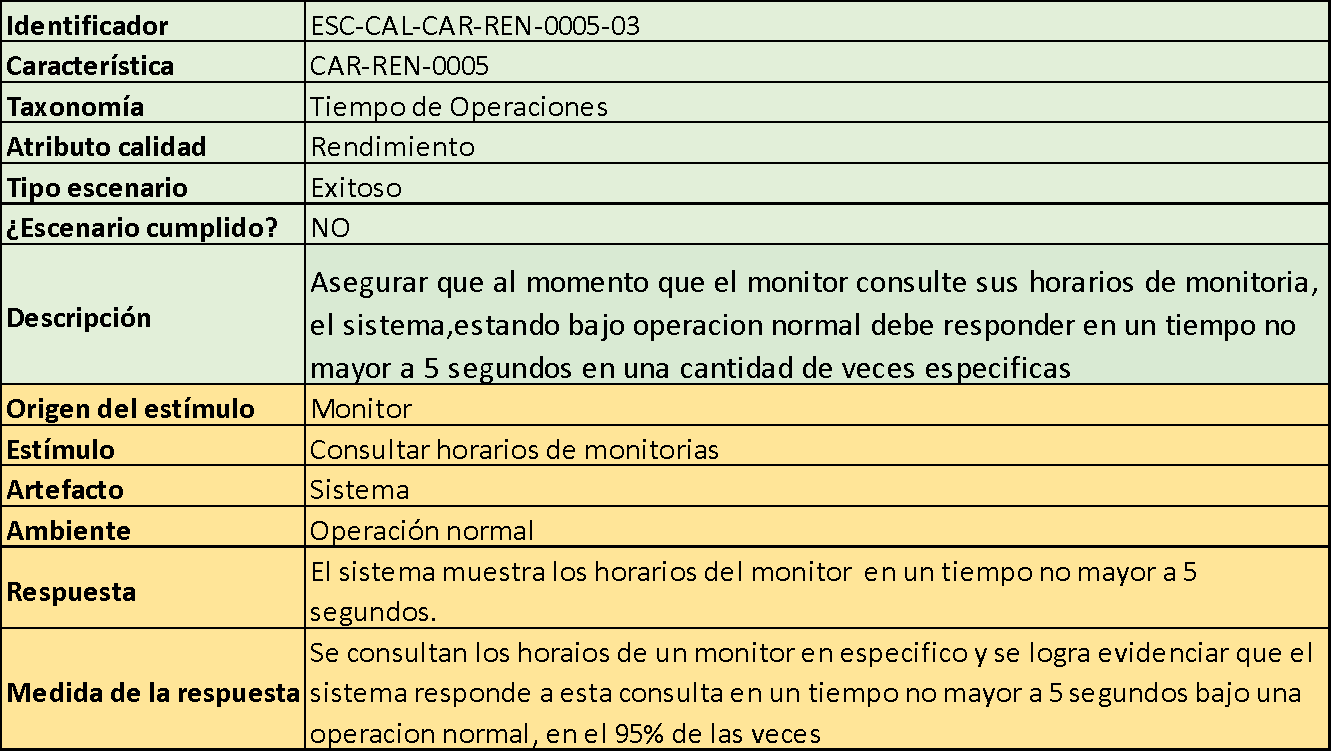 Identificador ESC-CAL-CAR-REN-0005-03
Característica CAR-REN-0005
Taxonomía Tiempo de Operaciones
Atributo calidad Rendimiento
Tipo escenario Exitoso
¿Escenario cumplido? NO
Descripción
Asegurar que al momento que el monitor consulte sus horarios de monitoria,
el sistema,estando bajo operacion normal debe responder en un tiempo no
mayor a 5 segundos en una cantidad de veces especificas
Origen del estímulo Monitor
Estímulo Consultar horarios de monitorias
Artefacto Sistema
Ambiente Operación normal
Respuesta
El sistema muestra los horarios del monitor en un tiempo no mayor a 5
segundos.
Medida de la respuesta
Se consultan los horaios de un monitor en especifico y se logra evidenciar que el
sistema responde a esta consulta en un tiempo no mayor a 5 segundos bajo una
operacion normal, en el 95% de las veces